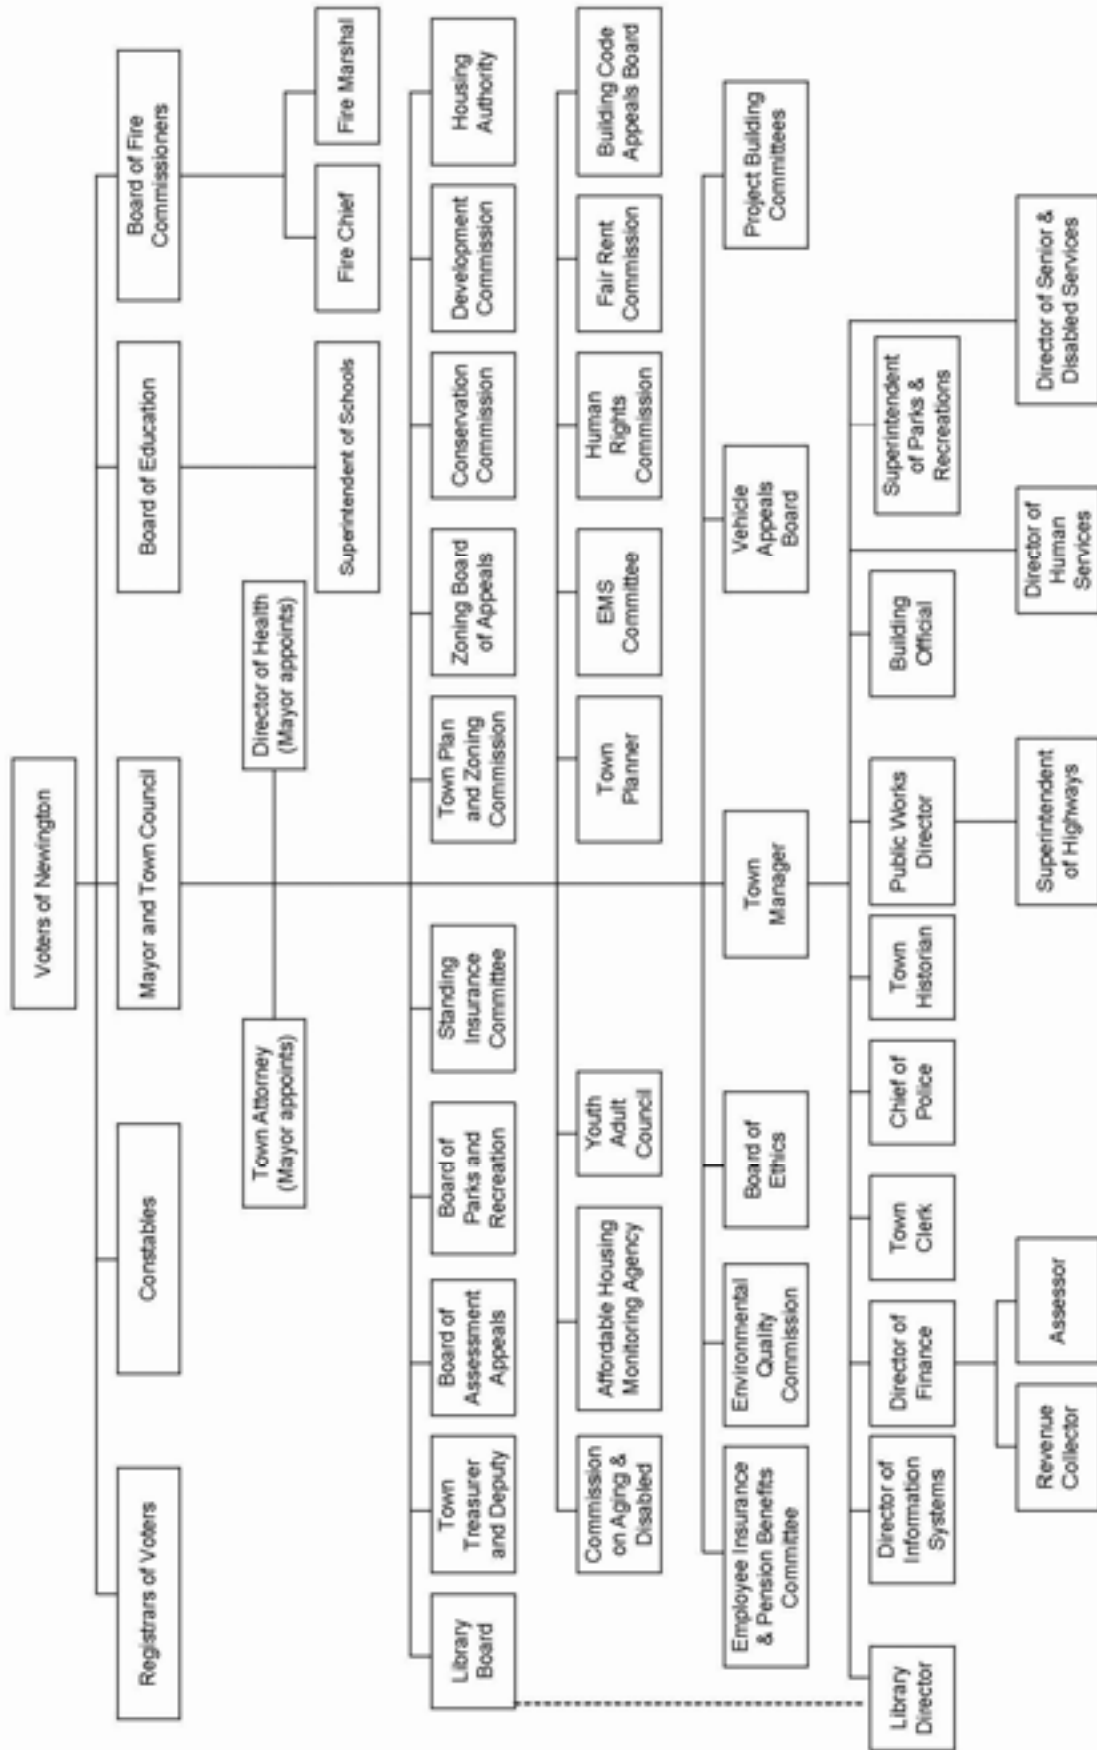 Voters of Newington
Registrars of Voters
Constables
Mayor and Town Council
Board of Education
Board of Fire
Commissioners
Town Attorney
(Mayor appoints)
Director of Health
(Mayor appoints)
Superintendent of Schools
Fire Chief
Fire Marshal
Library
Board
Town
Treasurer
and Deputy
Board of
Assessment
Appeals
Board of
Parks and
Recreation
Standing
Insurance
Committee
Town Plan
and Zoning
Commission
Zoning Board
of Appeals
Conservation
Commission
Development
Commission
Housing
Authority
Commission
on Aging &
Disabled
Affordable Housing
Monitoring Agency
Youth
Adult
Council
Town
Planner
EMS
Committee
Human
Rights
Commission
Fair Rent
Commission
Building Code
Appeals Board
Employee Insurance
& Pension Benefits
Committee
Environmental
Quality
Commission
Board of
Ethics
Town
Manager
Vehicle
Appeals
Board
Project Building
Committees
Library
Director
Director of
Information
Systems
Director of
Finance
Town
Clerk
Chief of
Police
Town
Historian
Public Works
Director
Building
Official
Superintendent
of Parks &
Recreations
Revenue
Collector
Assessor
Superintendent
of Highways
Director of
Human
Services
Director of Senior &
Disabled Services